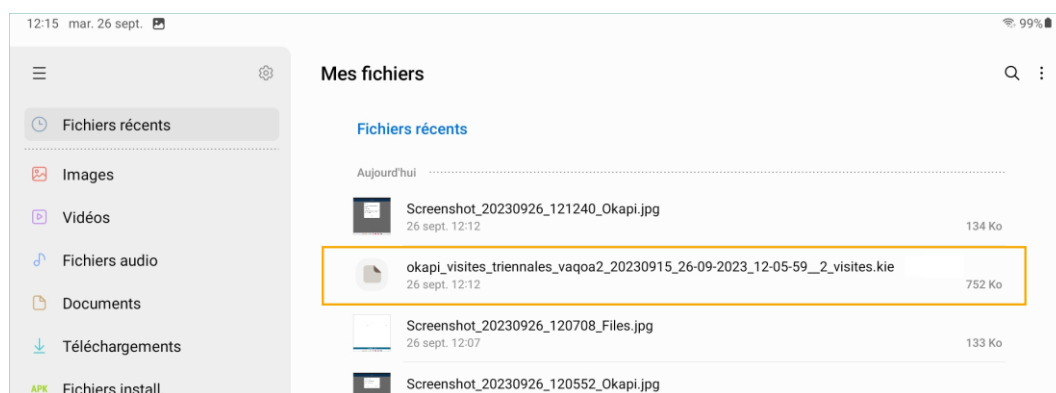 12:15 mar. 26 sept.
99%
Mes fichiers
Fichiers récents
Images
Vidéos
Fichiers audio
Documents
Téléchargements
APK Fichiers install
Fichiers récents
Aujourd'hui
Screenshot_20230926_121240_Okapi.jpg
26 sept. 12:12
134 Ko
okapi_visites_triennales_vaqoa2_20230915_26-09-2023_12-05-59__2_visites.kie
26 sept. 12:12
752 Ko
Screenshot_20230926_120708_Files.jpg
26 sept. 12:07
133 Ko
Screenshot_20230926_120552_Okapi.jpg